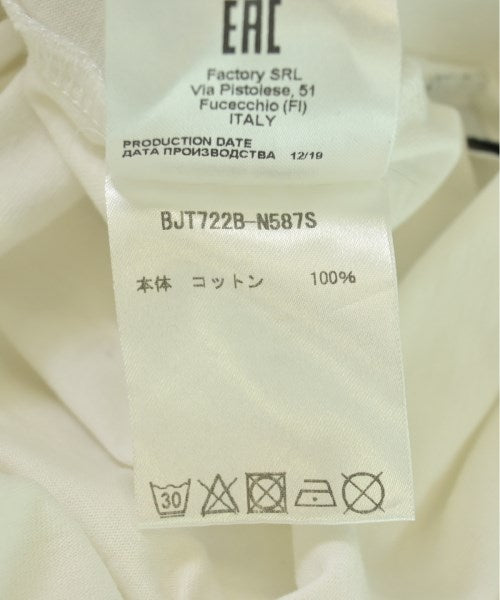 EAC
Factory SRL
Via Pistoiese, 51
Fucecchio (FI)
ITALY
PRODUCTION DATE
ДАТА ПРОИЗВОДСТВА 12/19
BJT722B-N587S
本体 コットン 100%
30